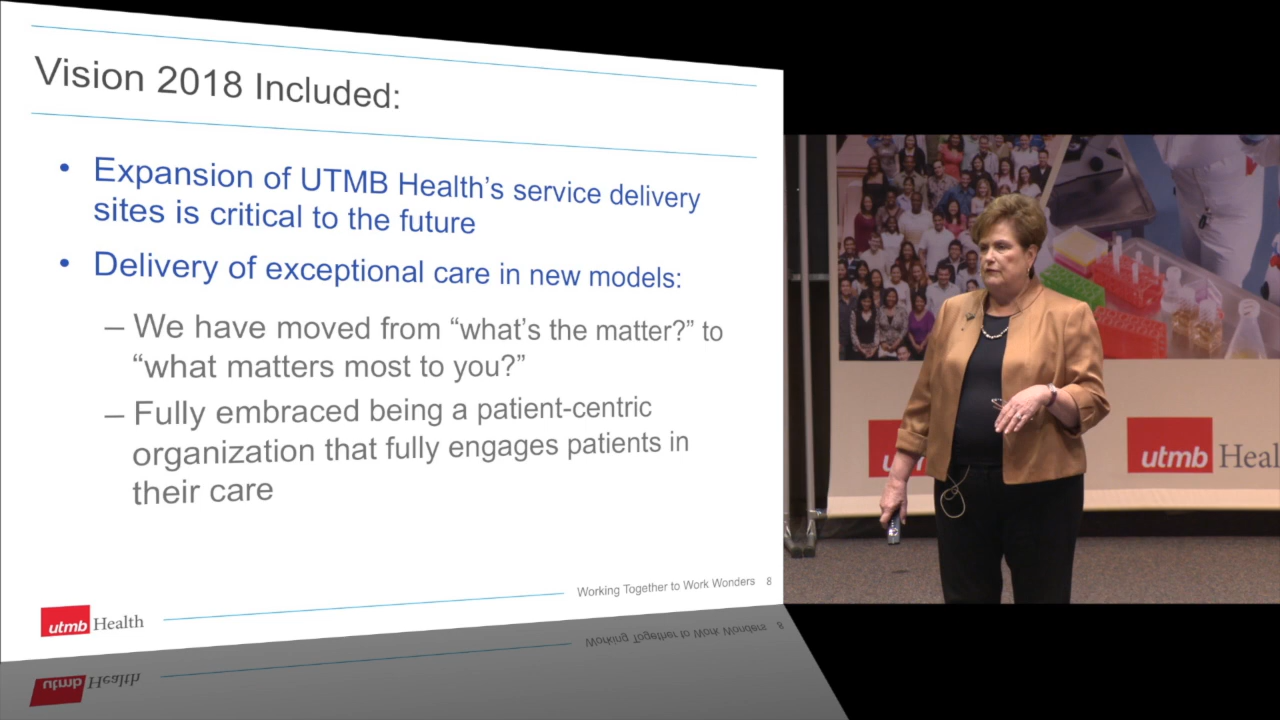 Vision 2018 Included:
• Expansion of UTMB Health’s service delivery
sites is critical to the future
• Delivery of exceptional care in new models:
– We have moved from “what’s the matter?” to
“what matters most to you?”
– Fully embraced being a patient-centric
organization that fully engages patients in
their care
Working Together to Work Wonders 8
utmb Health
utmb Heal